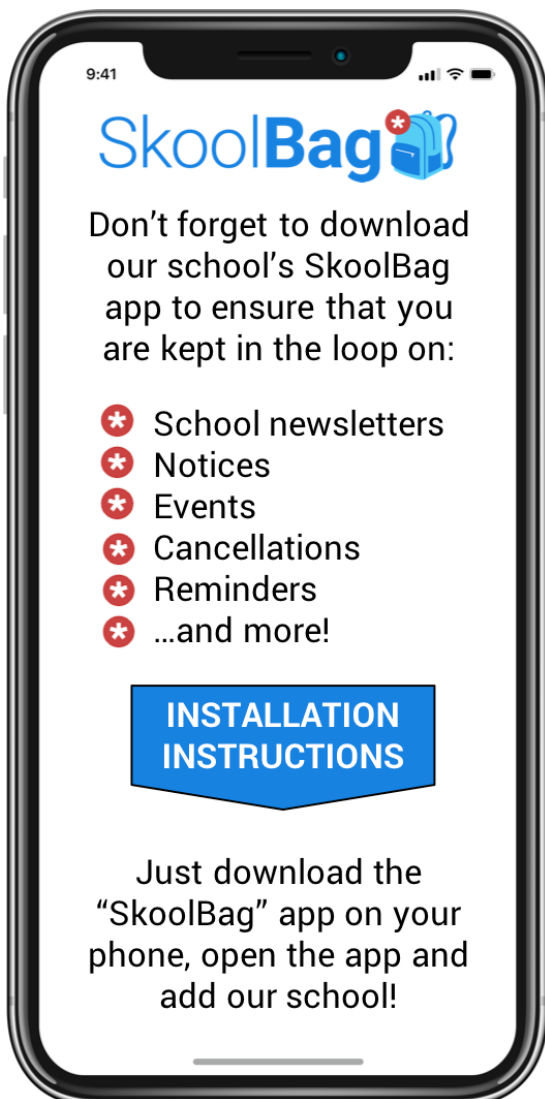 9:41
SkoolBag
Don’t forget to download
our school’s SkoolBag
app to ensure that you
are kept in the loop on:
School newsletters
Notices
Events
Cancellations
Reminders
...and more!
INSTALLATION
INSTRUCTIONS
Just download the
“SkoolBag” app on your
phone, open the app and
add our school!